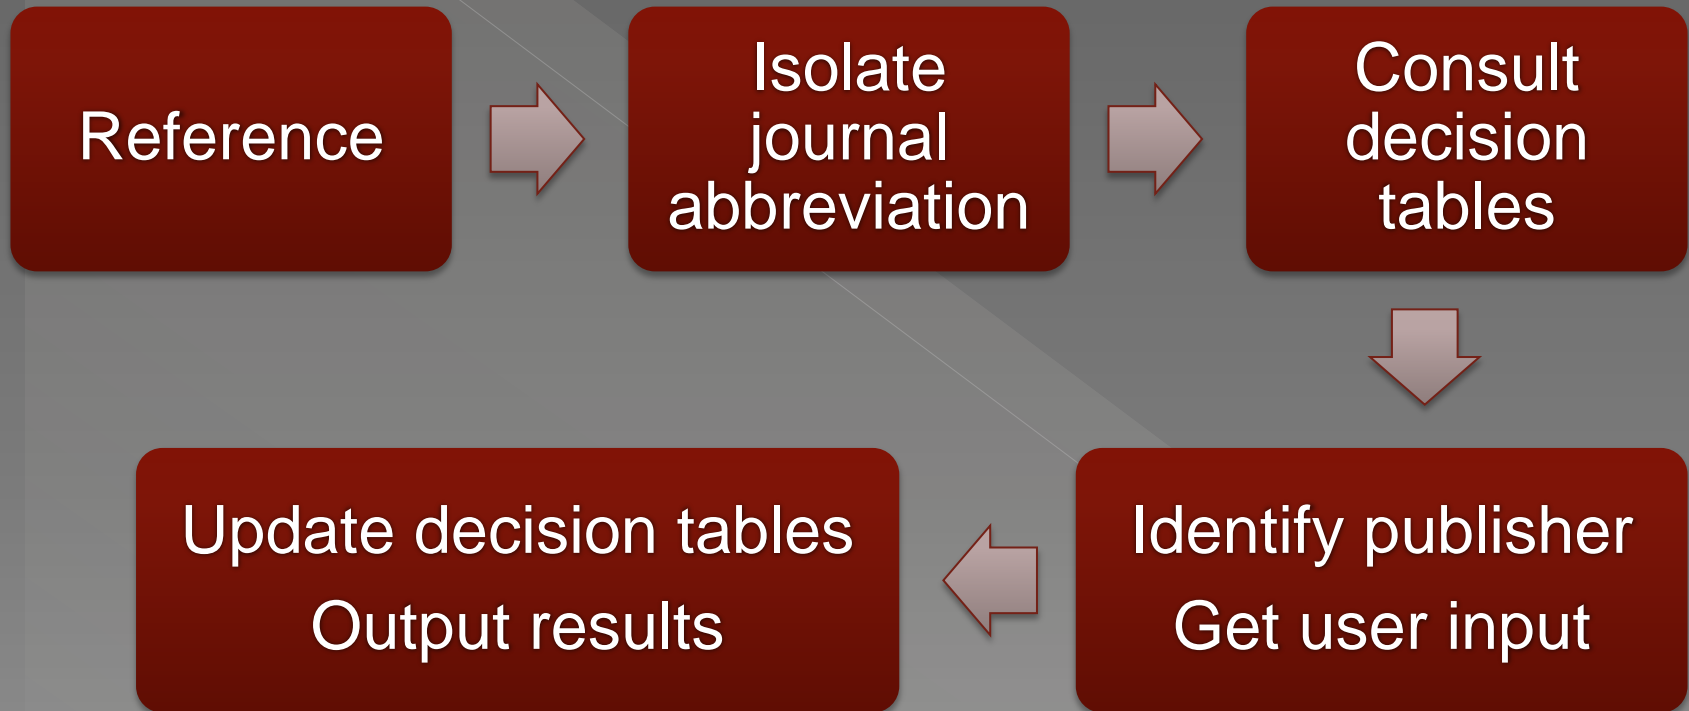 Reference
Isolate
journal
abbreviation
Consult
decision
tables
Identify publisher
Get user input
Update decision tables
Output results